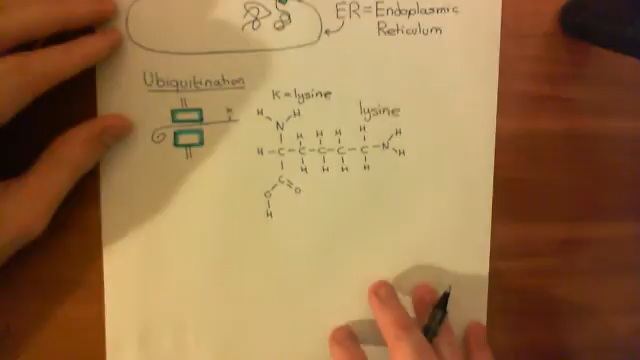 ER = Endoplasmic
Reticulum
Ubiquitination
K = lysine
lysine
K
H H H H H H
N H
H - C - C - C - C - C - N
H
H H H H
C
O O
H